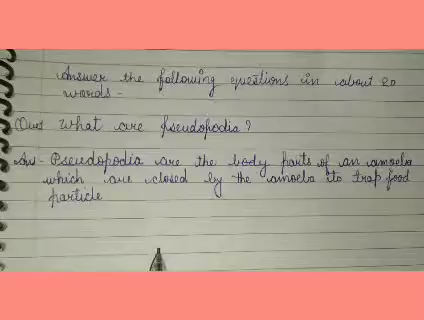 Answer the following questions in about 20
words -
Ques What are Pseudopodia?
Ans - Pseudopodia are the body parts of an amoeba
which are closed by the amoeba to trap food
particle